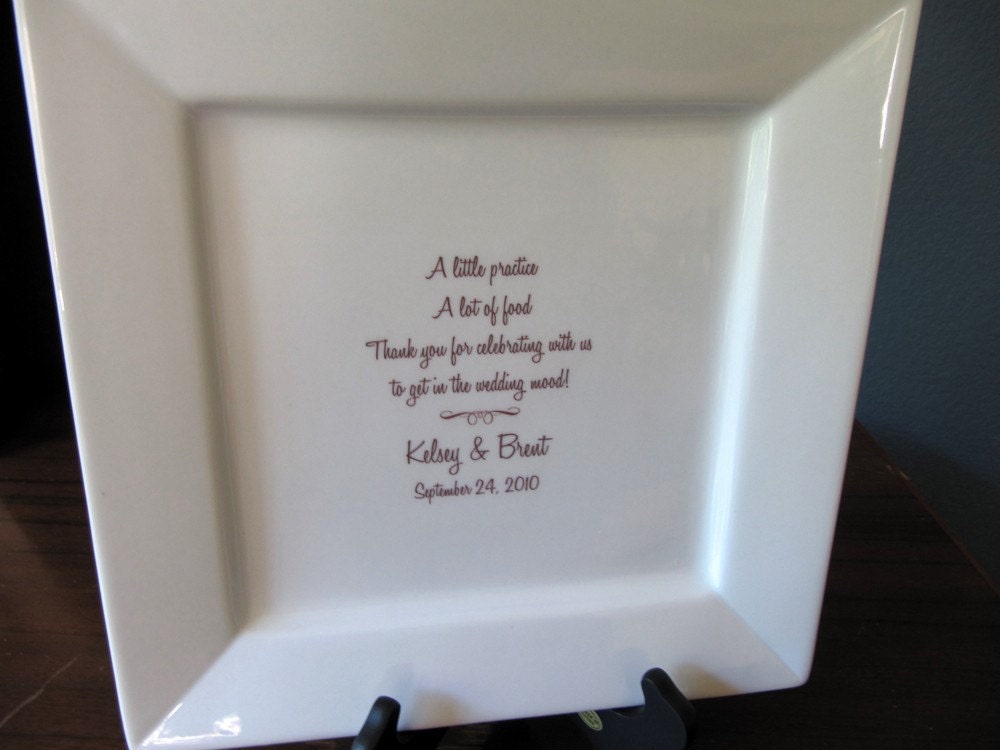 A little practice
A lot of food
Thank you for celebrating with us
to get in the wedding mood!
Kelsey & Brent
September 24, 2010